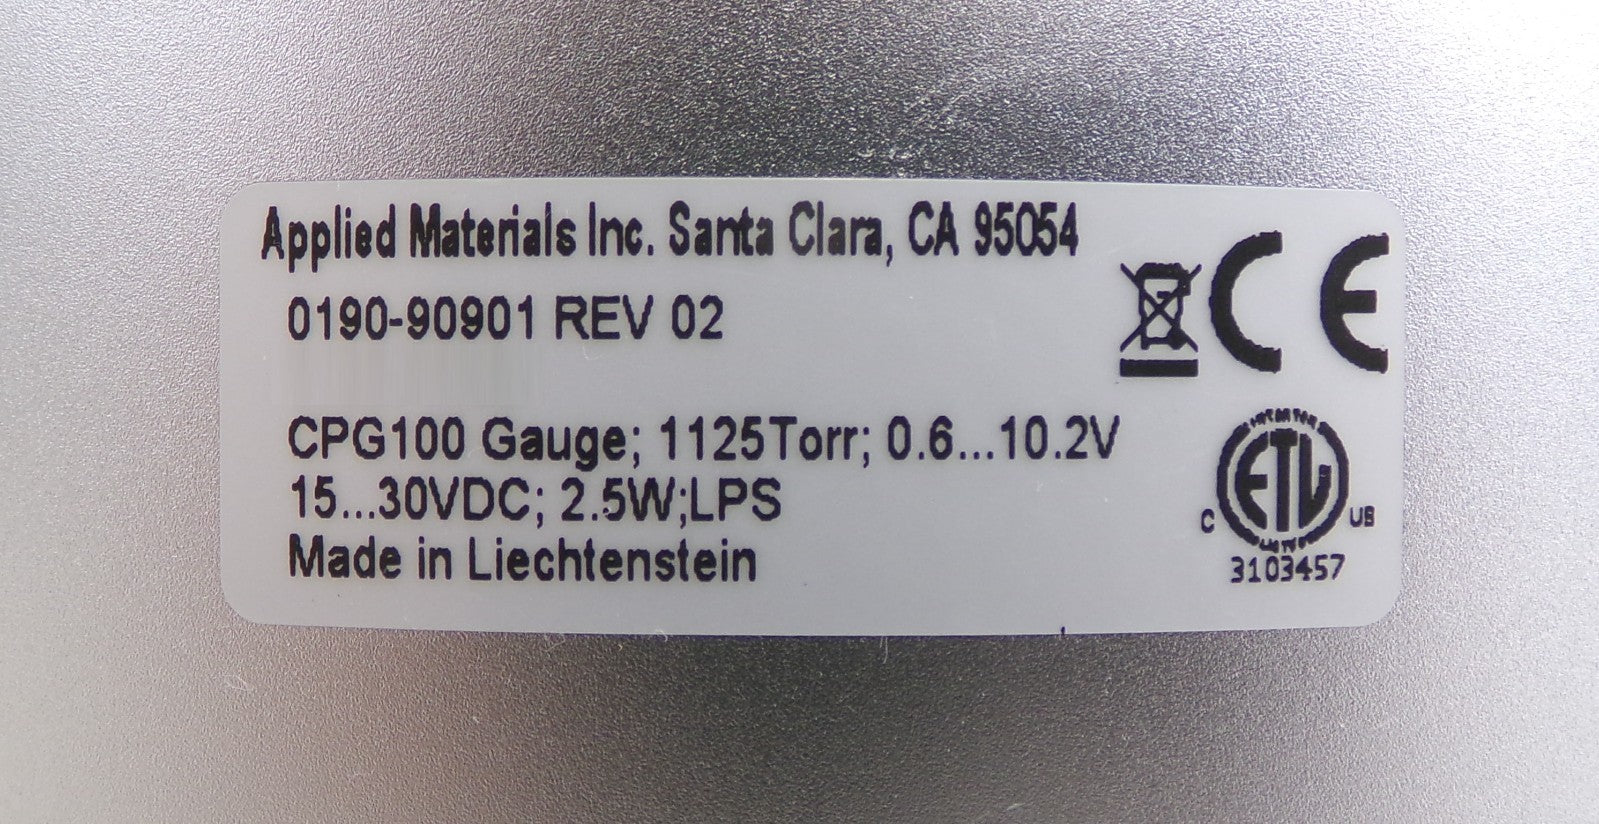 Applied Materials Inc. Santa Clara, CA 95054
0190-90901 REV 02
CE
CPG100 Gauge; 1125Torr; 0.6...10.2V
15...30VDC; 2.5W;LPS
Made in Liechtenstein
ETL
C US
3103457